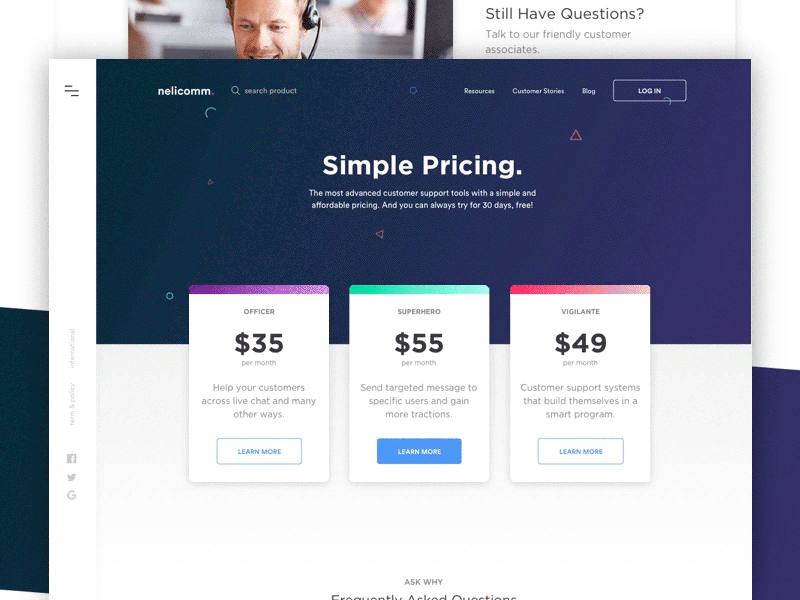 Still Have Questions?
Talk to our friendly customer
associates.
nelicomm.
search product
Resources
Customer Stories
Blog
LOG IN
Simple Pricing.
The most advanced customer support tools with a simple and
affordable pricing. And you can always try for 30 days, free!
OFFICER
$35
per month
Help your customers
across live chat and many
other ways.
LEARN MORE
SUPERHERO
$55
per month
Send targeted message to
specific users and gain
more tractions.
LEARN MORE
VIGILANTE
$49
per month
Customer support systems
that build themselves in a
smart program.
LEARN MORE
international
term & policy
ASK WHY
Frequently Asked Questions